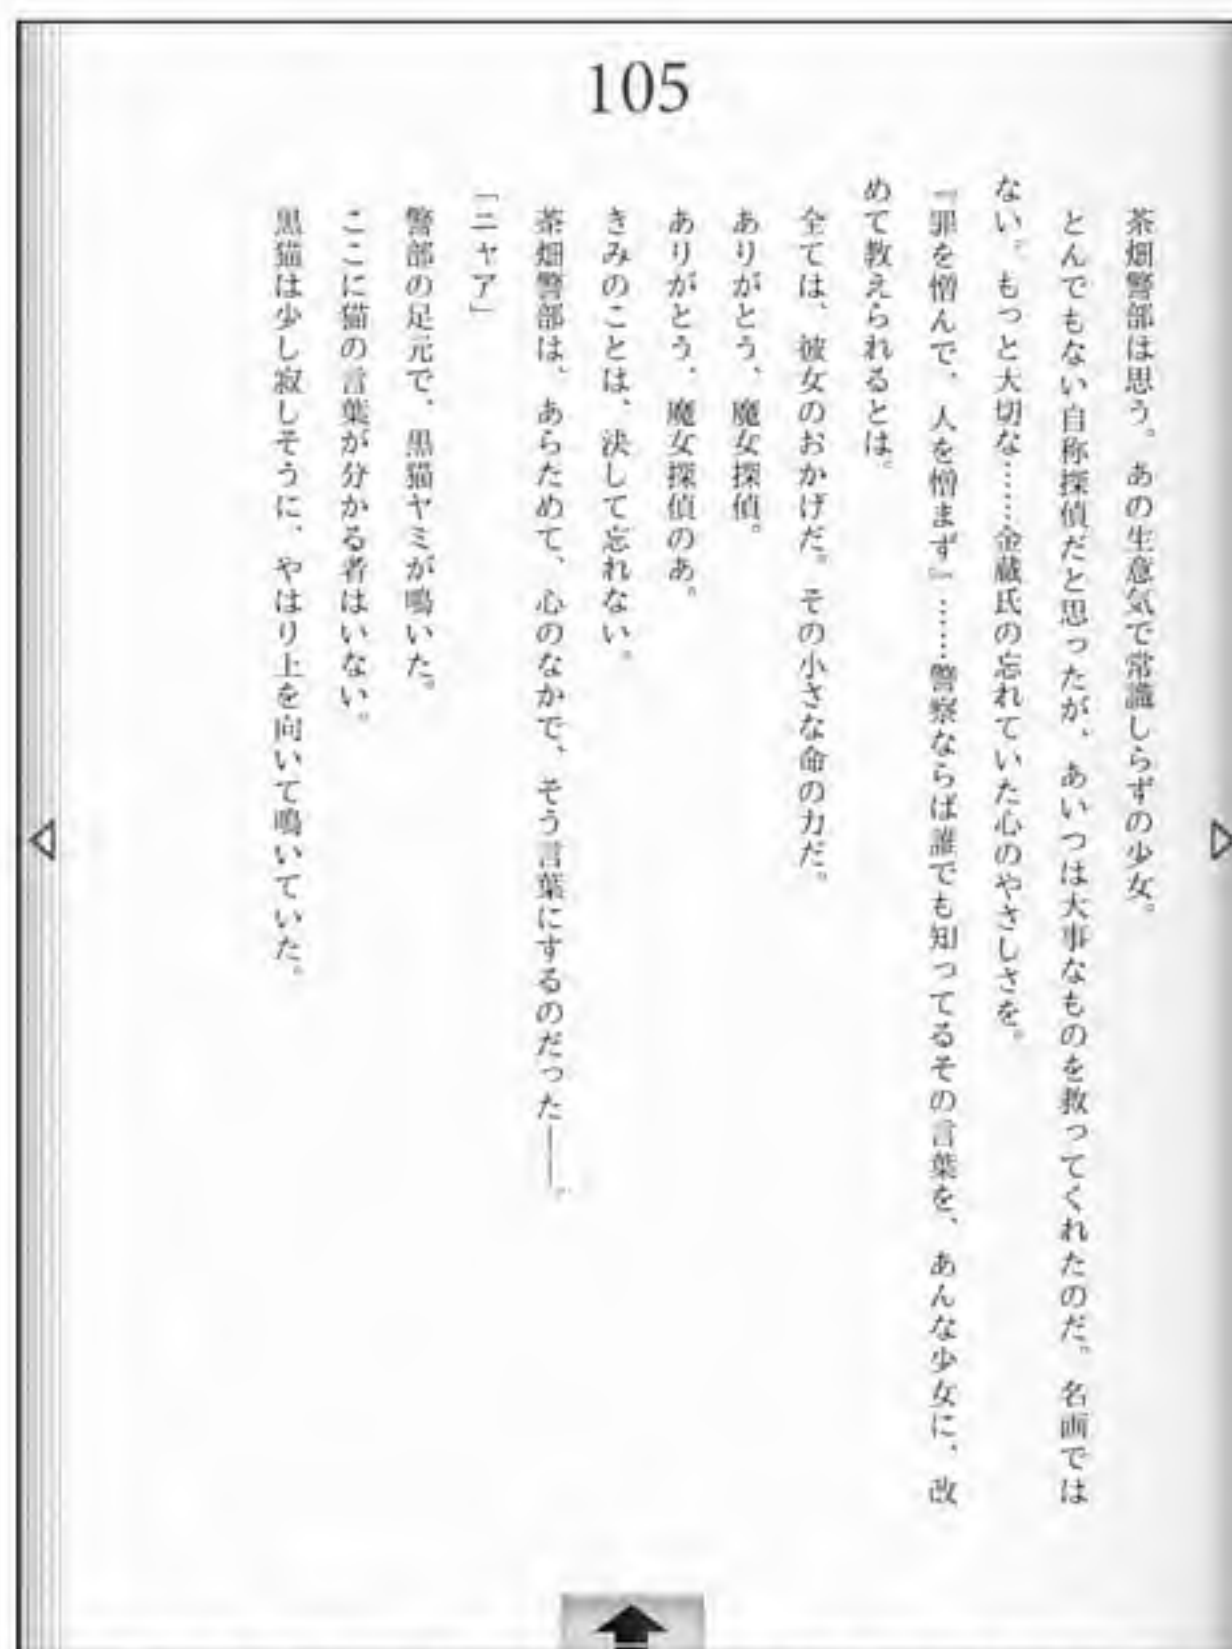 105
茶畑警部は思う。あの生意気で常識しらずの少女。
とんでもない自称探偵だと思ったが、あいつは大事なものを救ってくれたのだ。名画では
ない。もっと大切な……金蔵氏の忘れていた心のやさしさを。
『罪を憎んで、人を憎まず』……警察ならば誰でも知ってるその言葉を、あんな少女に、改
めて教えられるとは。
全ては、彼女のおかげだ。その小さな命の力だ。
ありがとう、魔女探偵。
ありがとう、魔女探偵のあ。
きみのことは、決して忘れない。
茶畑警部は、あらためて、心のなかで、そう言葉にするのだった――。
「ニャア」
警部の足元で、黒猫ヤミが鳴いた。
ここに猫の言葉が分かる者はいない。
黒猫は少し寂しそうに、やはり上を向いて鳴いていた。